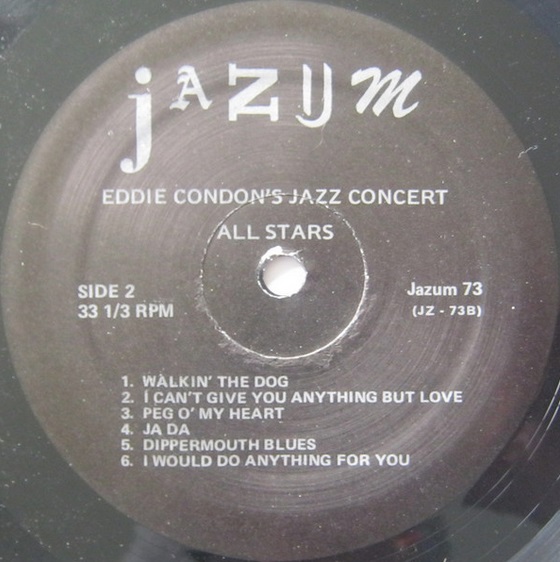 jAZUM
EDDIE CONDON'S JAZZ CONCERT
ALL STARS
SIDE 2
33 1/3 RPM
Jazum 73
(JZ - 73B)
1. WALKIN' THE DOG
2. I CAN'T GIVE YOU ANYTHING BUT LOVE
3. PEG O' MY HEART
4. JA DA
5. DIPPERMOUTH BLUES
6. I WOULD DO ANYTHING FOR YOU